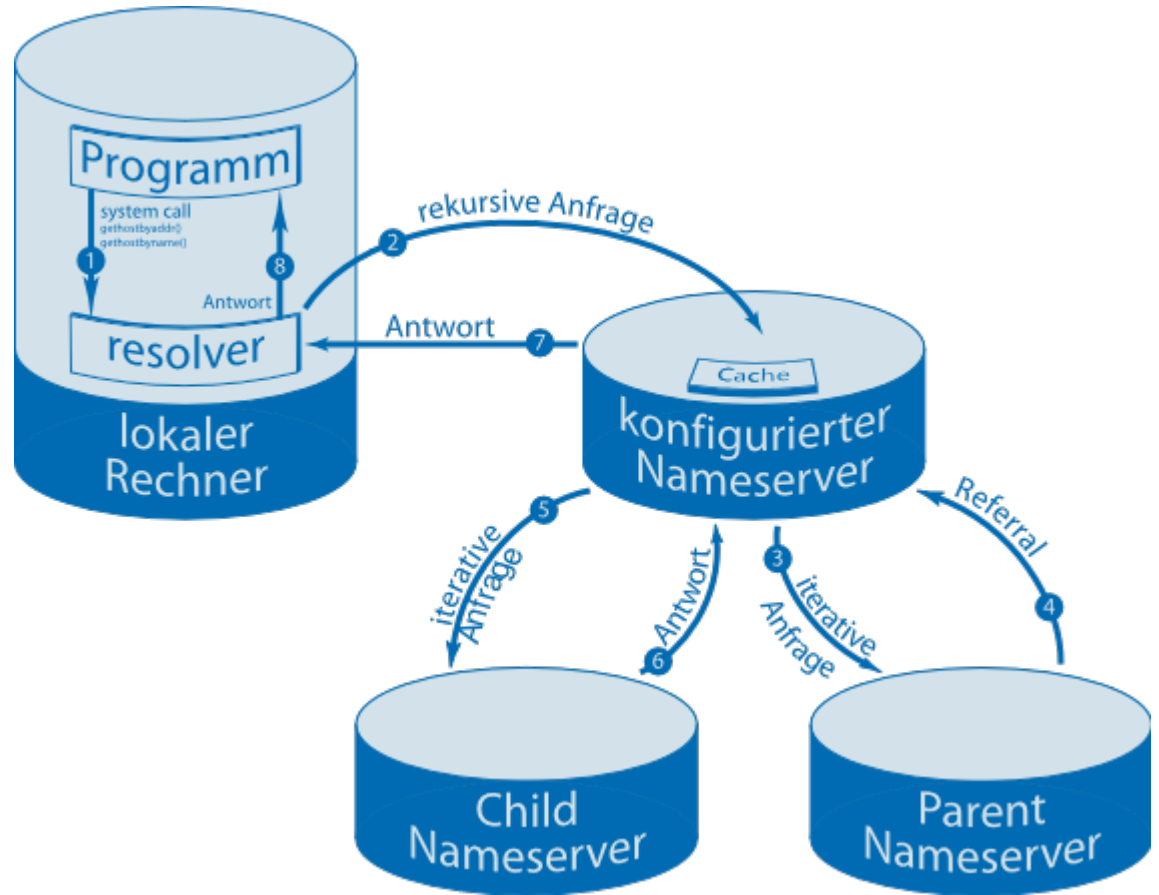 Programm
system call
gethostbyaddr()
gethostbyname()
1
8
Antwort
resolver
lokaler
Rechner
2
rekursive Anfrage
Antwort
7
Cache
konfigurierter
Nameserver
5
iterative
Anfrage
6
Antwort
3
iterative
Anfrage
4
Referral
Child
Nameserver
Parent
Nameserver